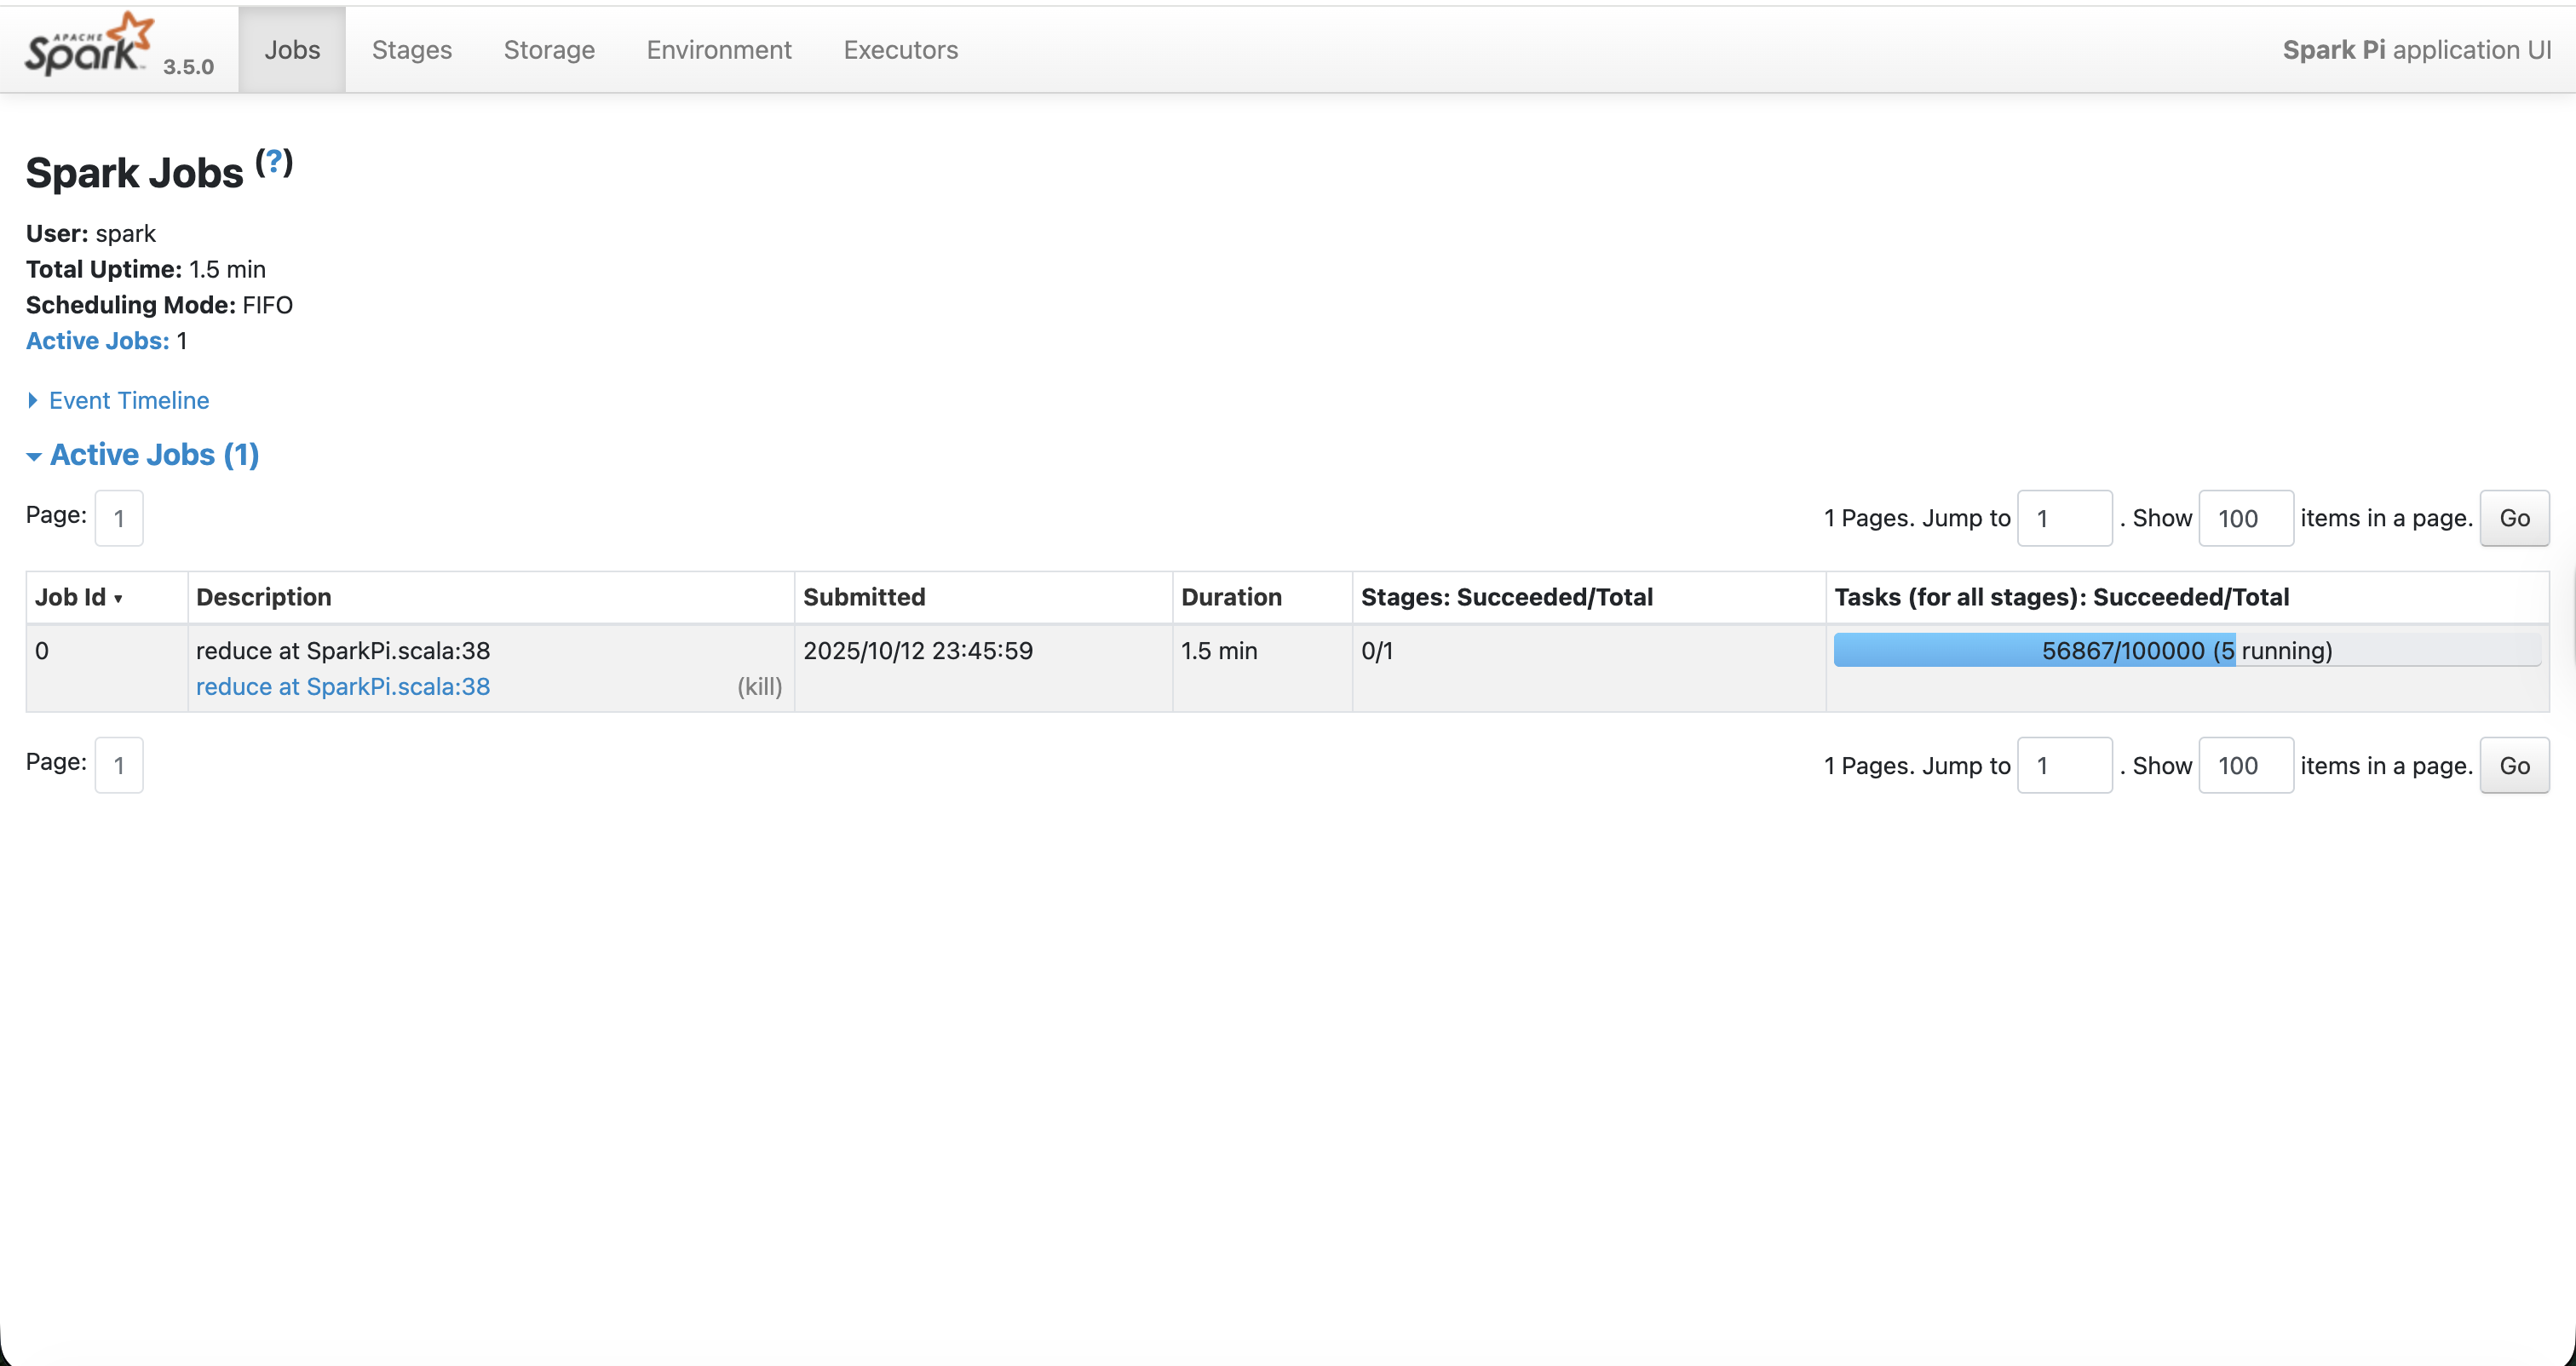 APACHE
Spark™ 3.5.0 Jobs Stages Storage Environment Executors Spark Pi application UI
Spark Jobs (?)
User: spark
Total Uptime: 1.5 min
Scheduling Mode: FIFO
Active Jobs: 1
Event Timeline
Active Jobs (1)
Page: 1 1 Pages. Jump to 1 . Show 100 items in a page. Go
Job Id ▾ Description Submitted Duration Stages: Succeeded/Total Tasks (for all stages): Succeeded/Total
0 reduce at SparkPi.scala:38 2025/10/12 23:45:59 1.5 min 0/1 56867/100000 (5 running)
reduce at SparkPi.scala:38 (kill)
Page: 1 1 Pages. Jump to 1 . Show 100 items in a page. Go